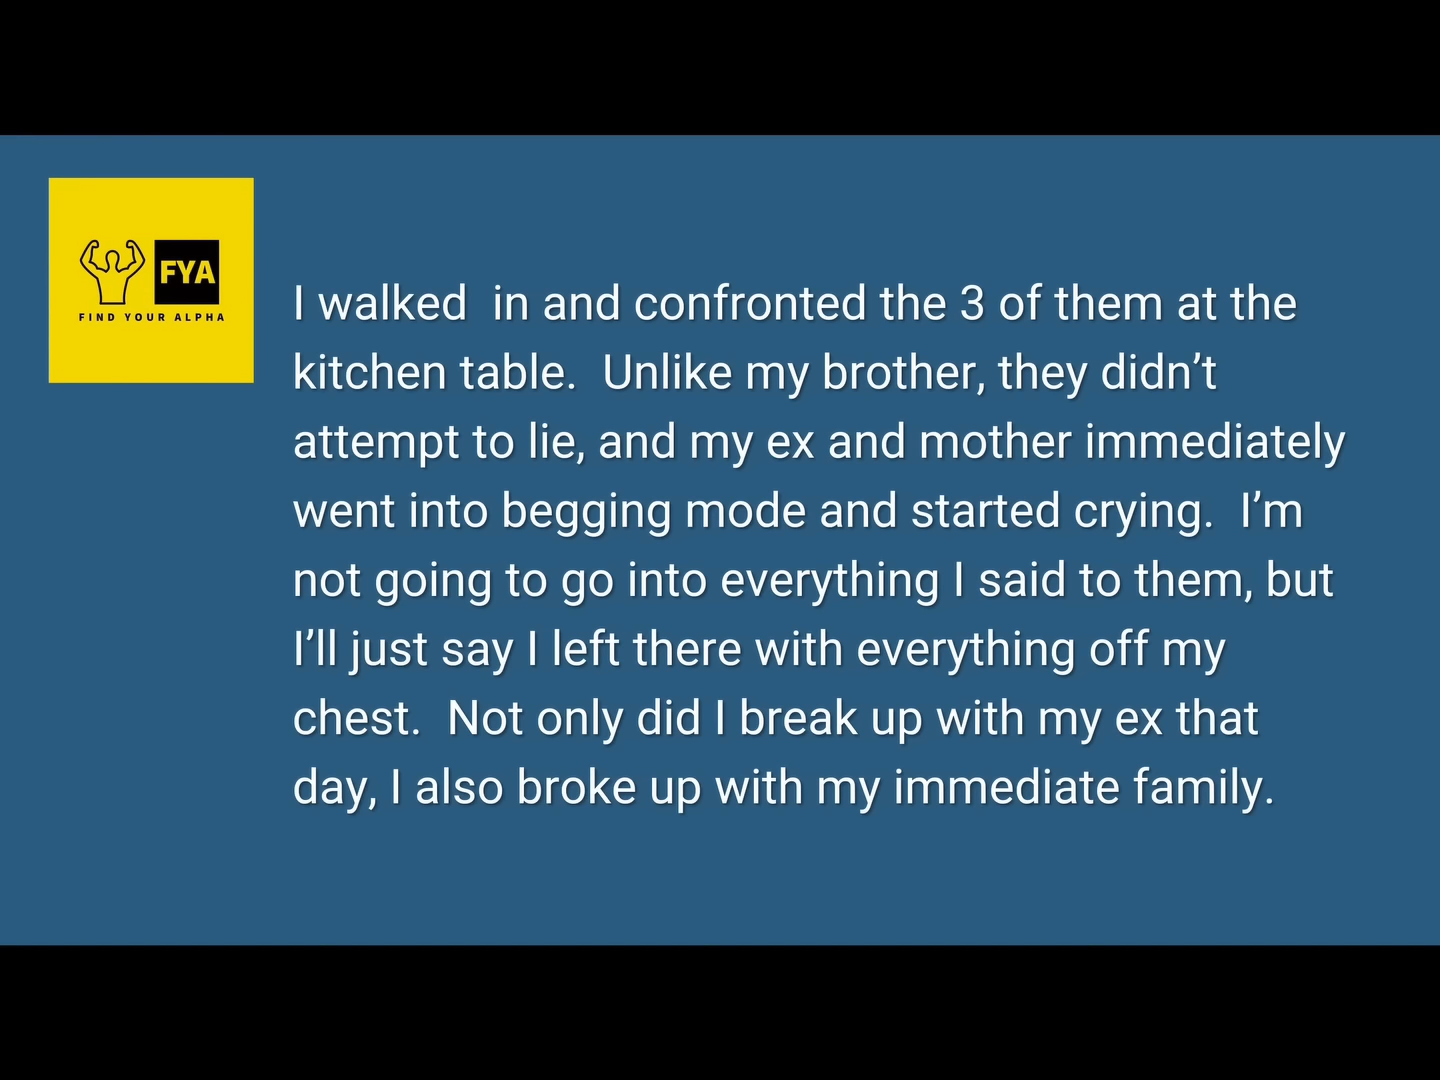 FYA
FIND YOUR ALPHA
I walked  in and confronted the 3 of them at the
kitchen table.  Unlike my brother, they didn’t
attempt to lie, and my ex and mother immediately
went into begging mode and started crying.  I’m
not going to go into everything I said to them, but
I’ll just say I left there with everything off my
chest.  Not only did I break up with my ex that
day, I also broke up with my immediate family.